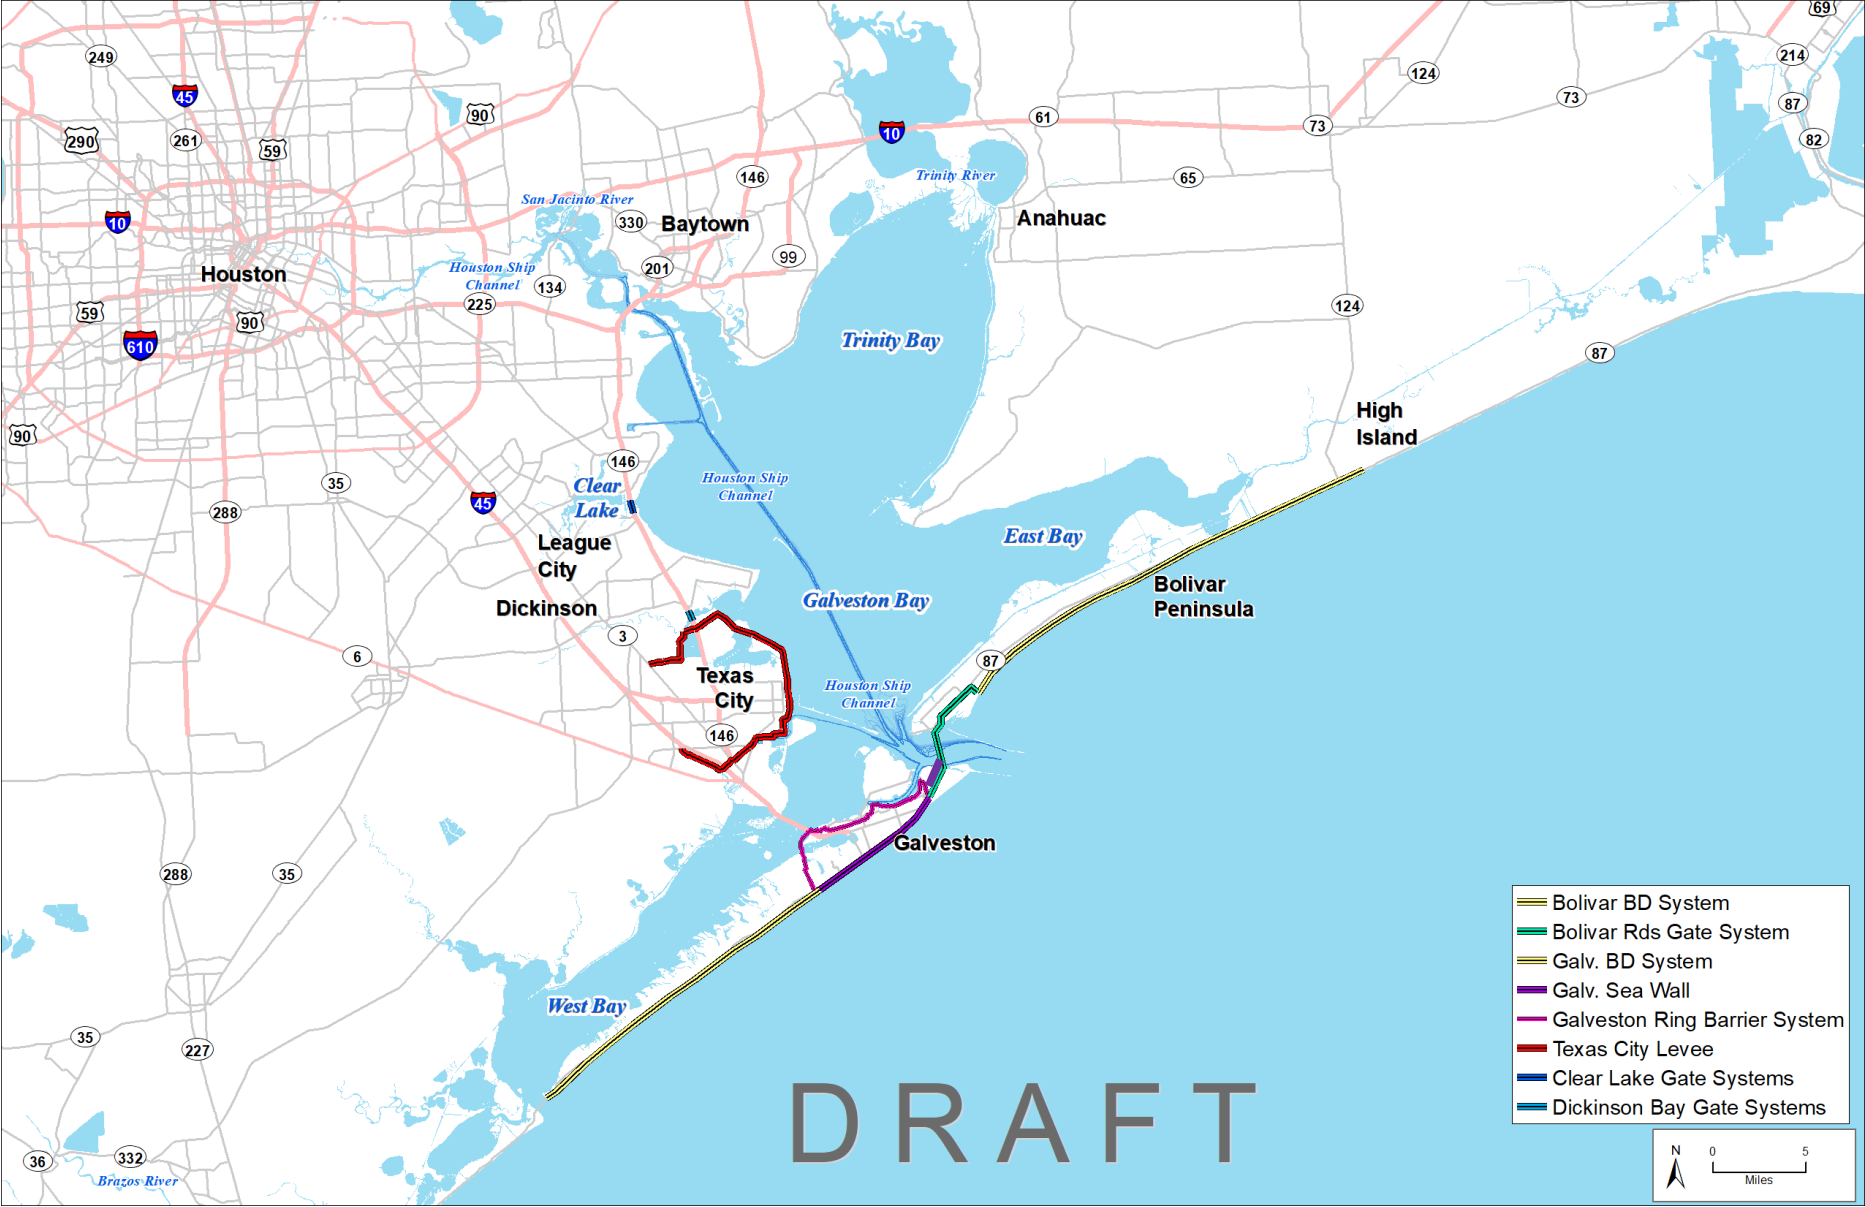 69
249
214
45
124
73
87
90
61
10
73
290
261
59
82
146
65
Trinity River
San Jacinto River
10
330
Baytown
Anahuac
99
Houston
Houston Ship
Channel
201
134
225
59
90
124
610
Trinity Bay
87
High
Island
90
146
Houston Ship
Channel
35
Clear
Lake
45
288
East Bay
League
City
Bolivar
Peninsula
Galveston Bay
Dickinson
3
6
87
Texas
City
Houston Ship
Channel
146
Galveston
288
35
West Bay
35
227
DRAFT
36
332
Brazos River
Bolivar BD System
Bolivar Rds Gate System
Galv. BD System
Galv. Sea Wall
Galveston Ring Barrier System
Texas City Levee
Clear Lake Gate Systems
Dickinson Bay Gate Systems
N
0 5
Miles